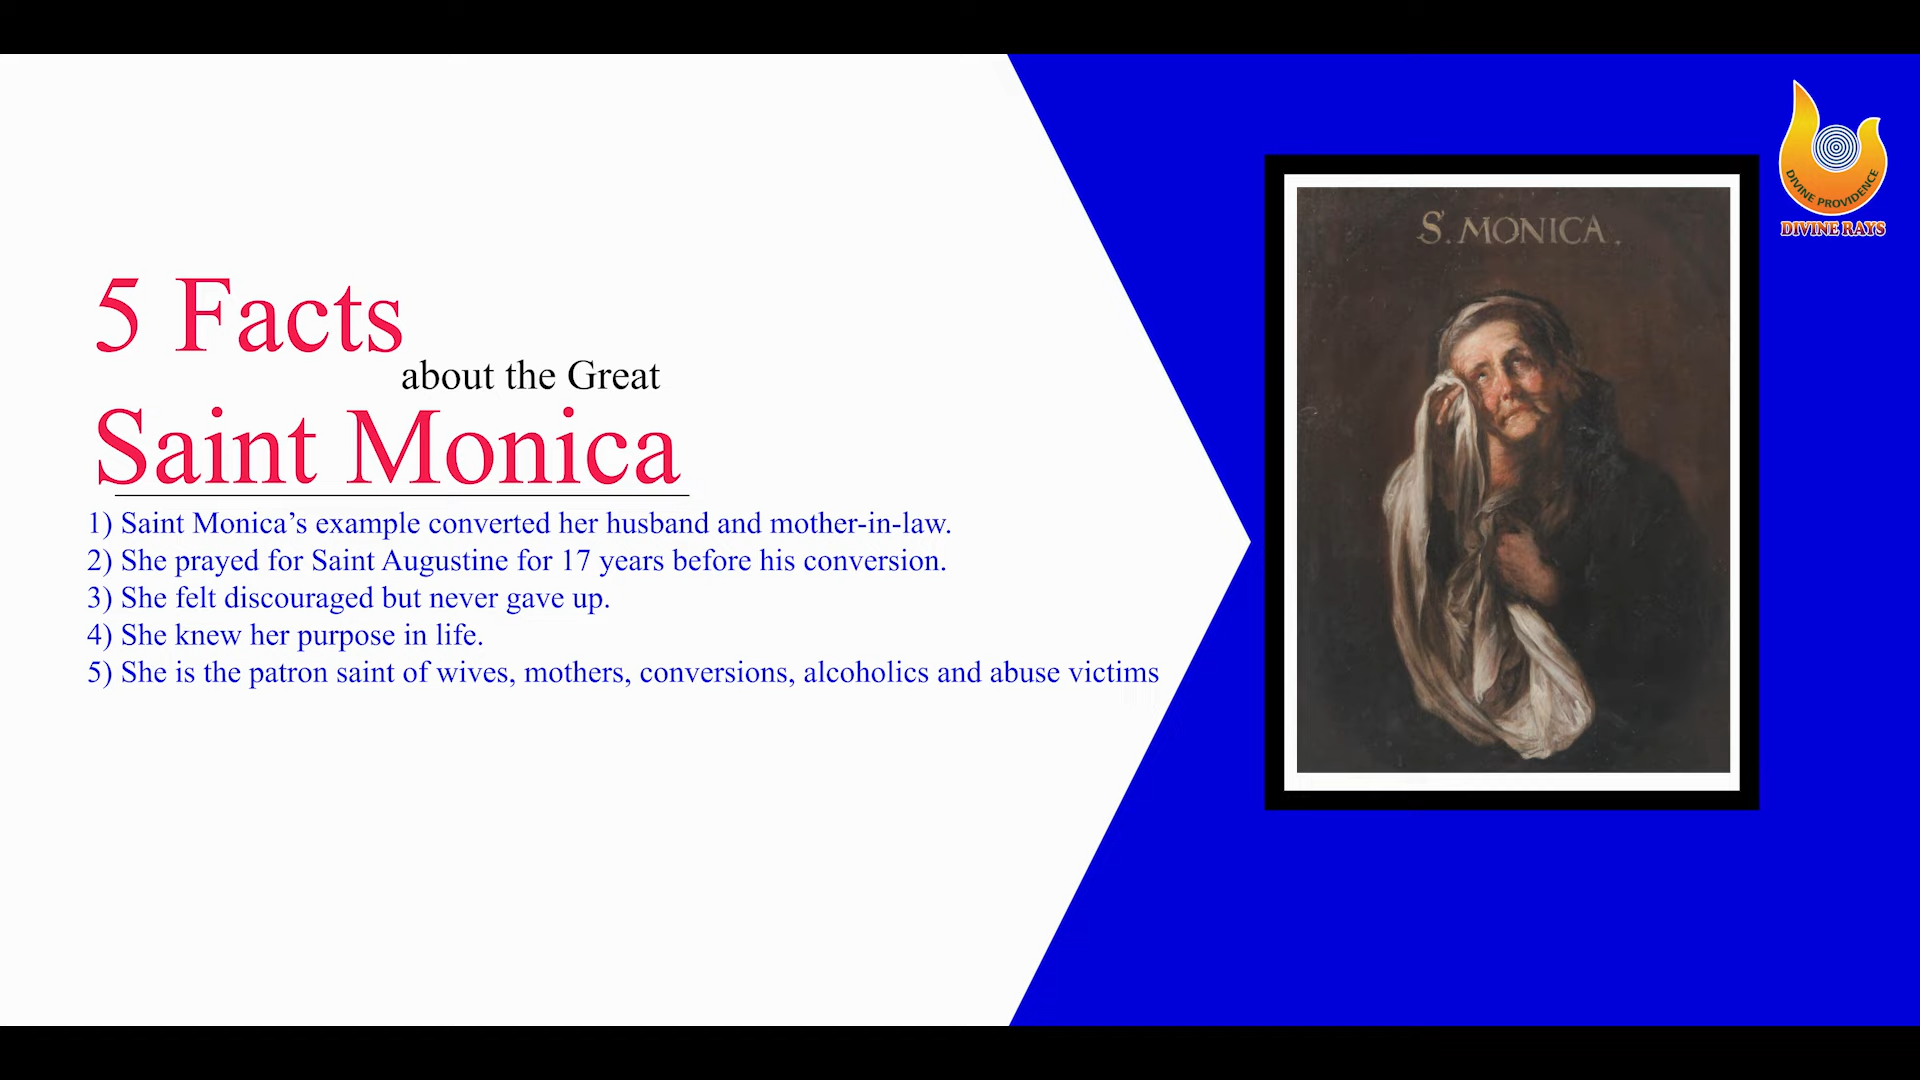 5 Facts
about the Great
Saint Monica
1) Saint Monica’s example converted her husband and mother-in-law.
2) She prayed for Saint Augustine for 17 years before his conversion.
3) She felt discouraged but never gave up.
4) She knew her purpose in life.
5) She is the patron saint of wives, mothers, conversions, alcoholics and abuse victims
S. MONICA.
DIVINE PROVIDENCE
DIVINE RAYS